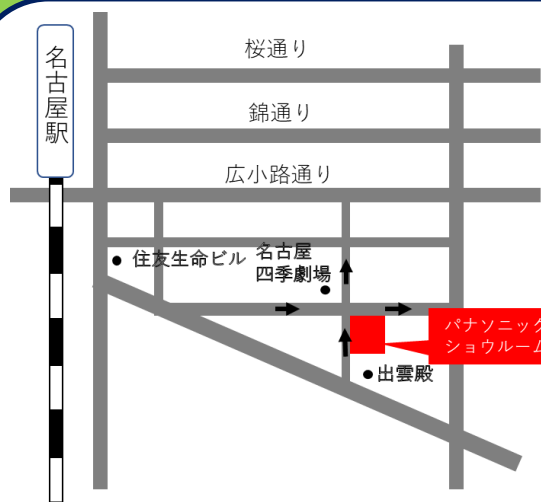 名古屋駅
桜通り
錦通り
広小路通り
住友生命ビル
名古屋
四季劇場
パナソニック
ショウルーム
出雲殿